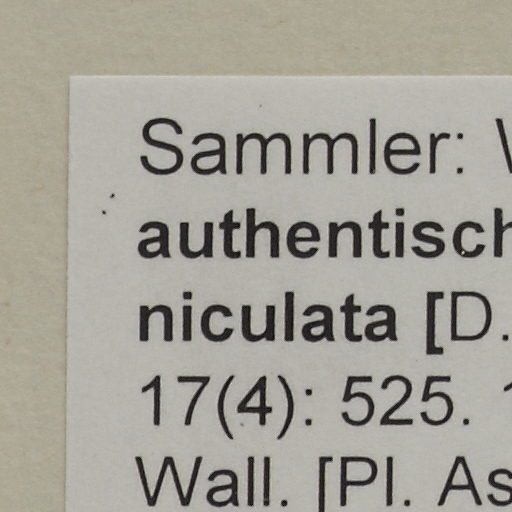 Sammler:
authentisch
niculata [D.
17(4): 525.
Wall. [Pl. As